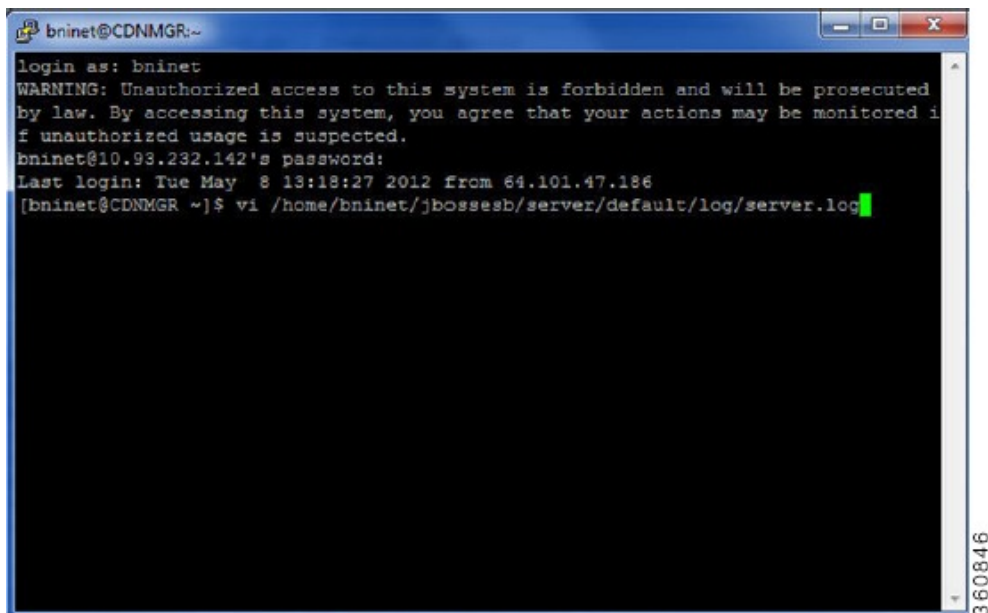 bninet@CDNMGR:~
login as: bninet
WARNING: Unauthorized access to this system is forbidden and will be prosecuted
by law. By accessing this system, you agree that your actions may be monitored i
f unauthorized usage is suspected.
bninet@10.93.232.142's password:
Last login: Tue May  8 13:18:27 2012 from 64.101.47.186
[bninet@CDNMGR ~]$ vi /home/bninet/jbossesb/server/default/log/server.log
360846